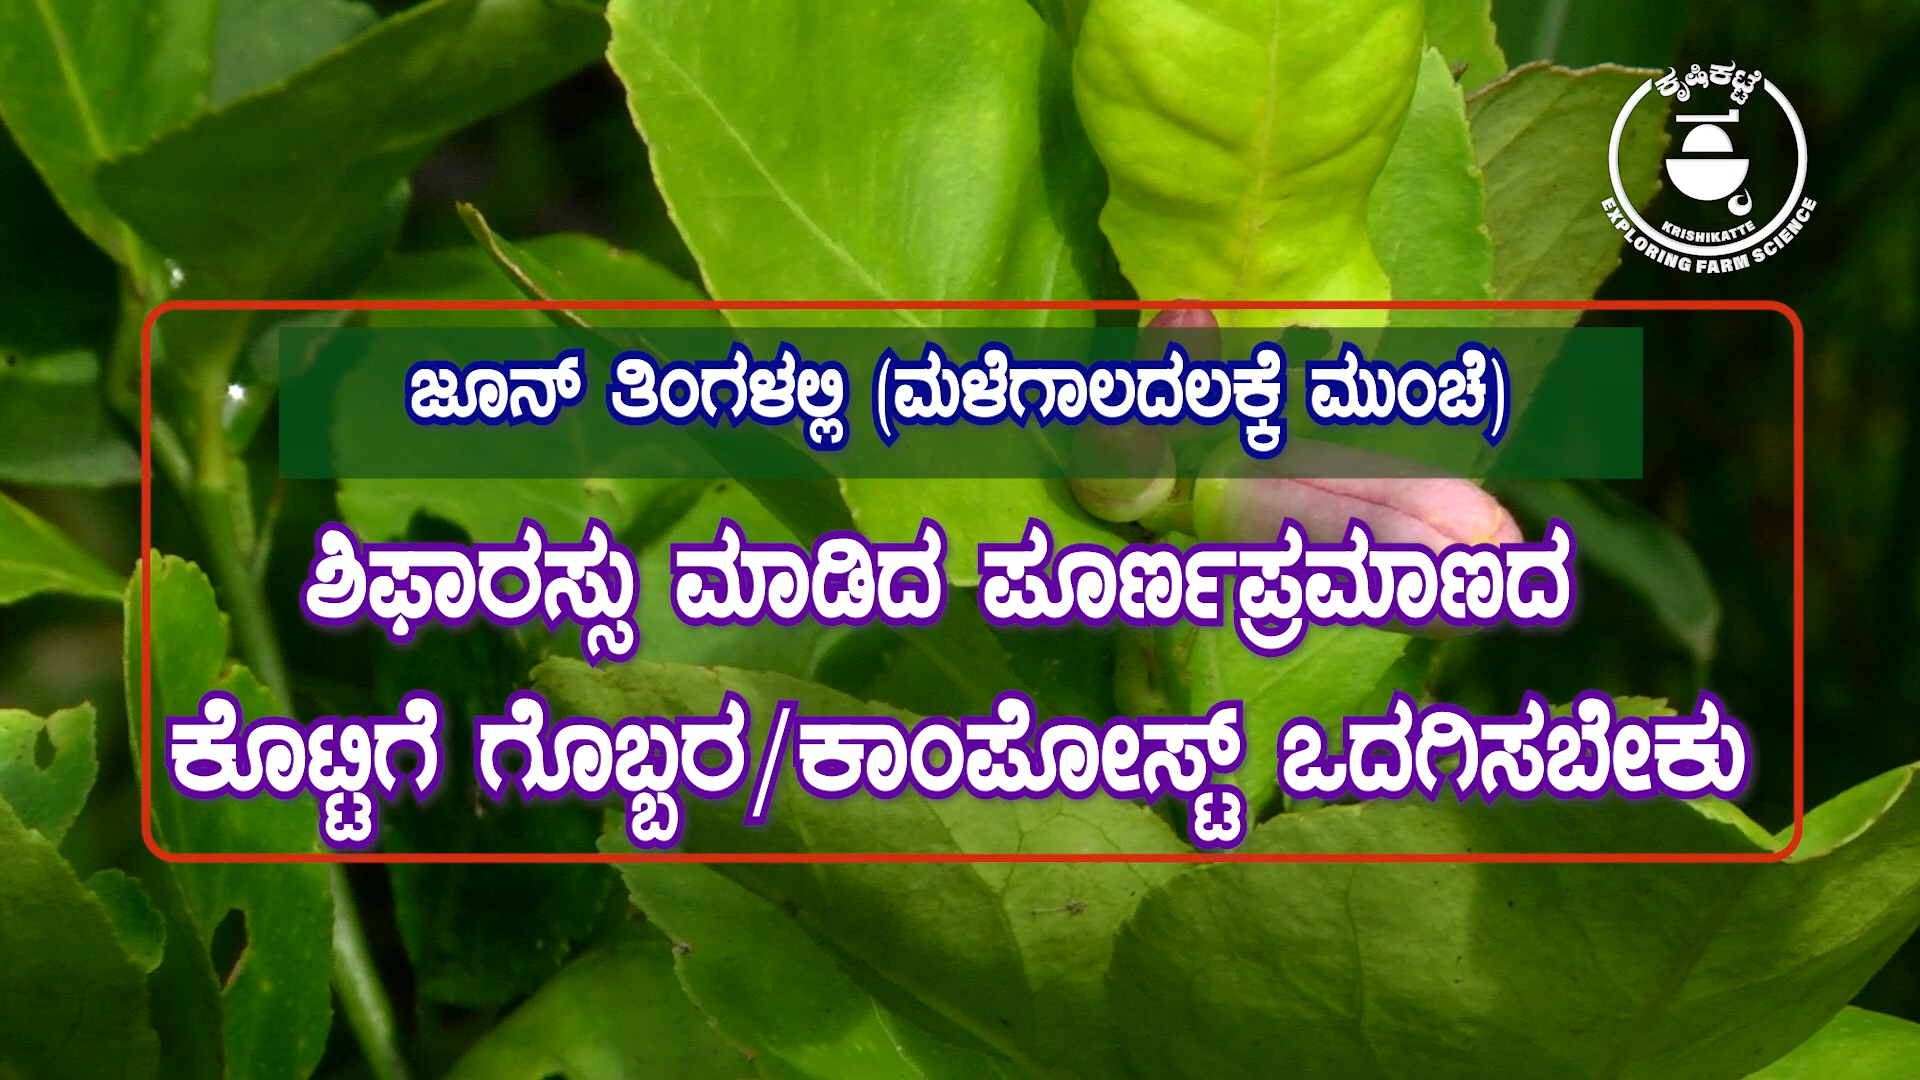 ಕೃಷಿಕಟ್ಟೆ
KRISHIKATTE
EXPLORING FARM SCIENCE
ಜೂನ್ ತಿಂಗಳಲ್ಲಿ (ಮಳೆಗಾಲದಲಕ್ಕೆ ಮುಂಚೆ)
ಶಿಫಾರಸ್ಸು ಮಾಡಿದ ಪೂರ್ಣಪ್ರಮಾಣದ
ಕೊಟ್ಟಿಗೆ ಗೊಬ್ಬರ/ಕಾಂಪೋಸ್ಟ್ ಒದಗಿಸಬೇಕು